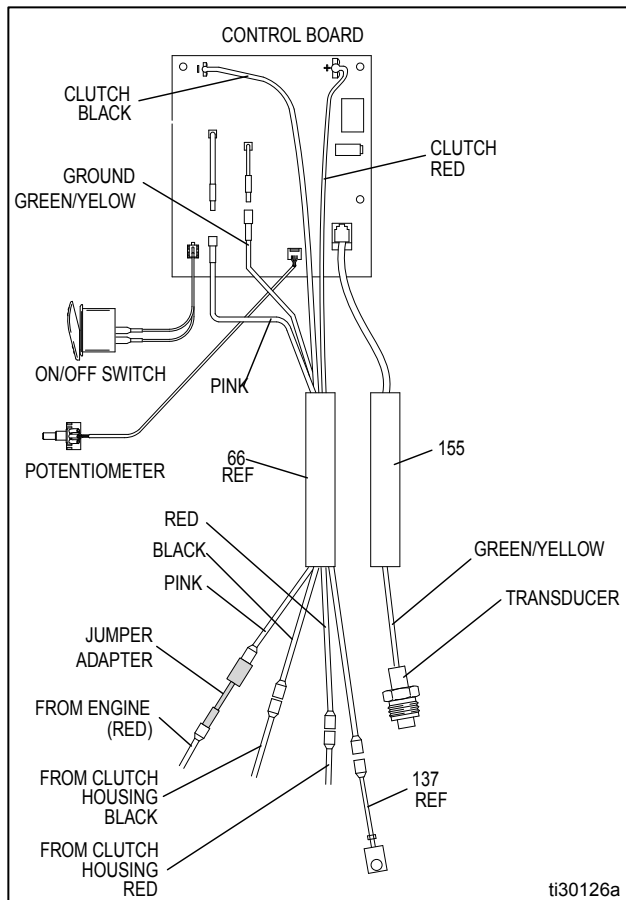 CONTROL BOARD
-
+
CLUTCH
BLACK
CLUTCH
RED
GROUND
GREEN/YELOW
ON/OFF SWITCH
PINK
POTENTIOMETER
66
REF
155
RED
BLACK
PINK
GREEN/YELLOW
TRANSDUCER
JUMPER
ADAPTER
FROM ENGINE
(RED)
FROM CLUTCH
HOUSING
BLACK
137
REF
FROM CLUTCH
HOUSING
RED
ti30126a